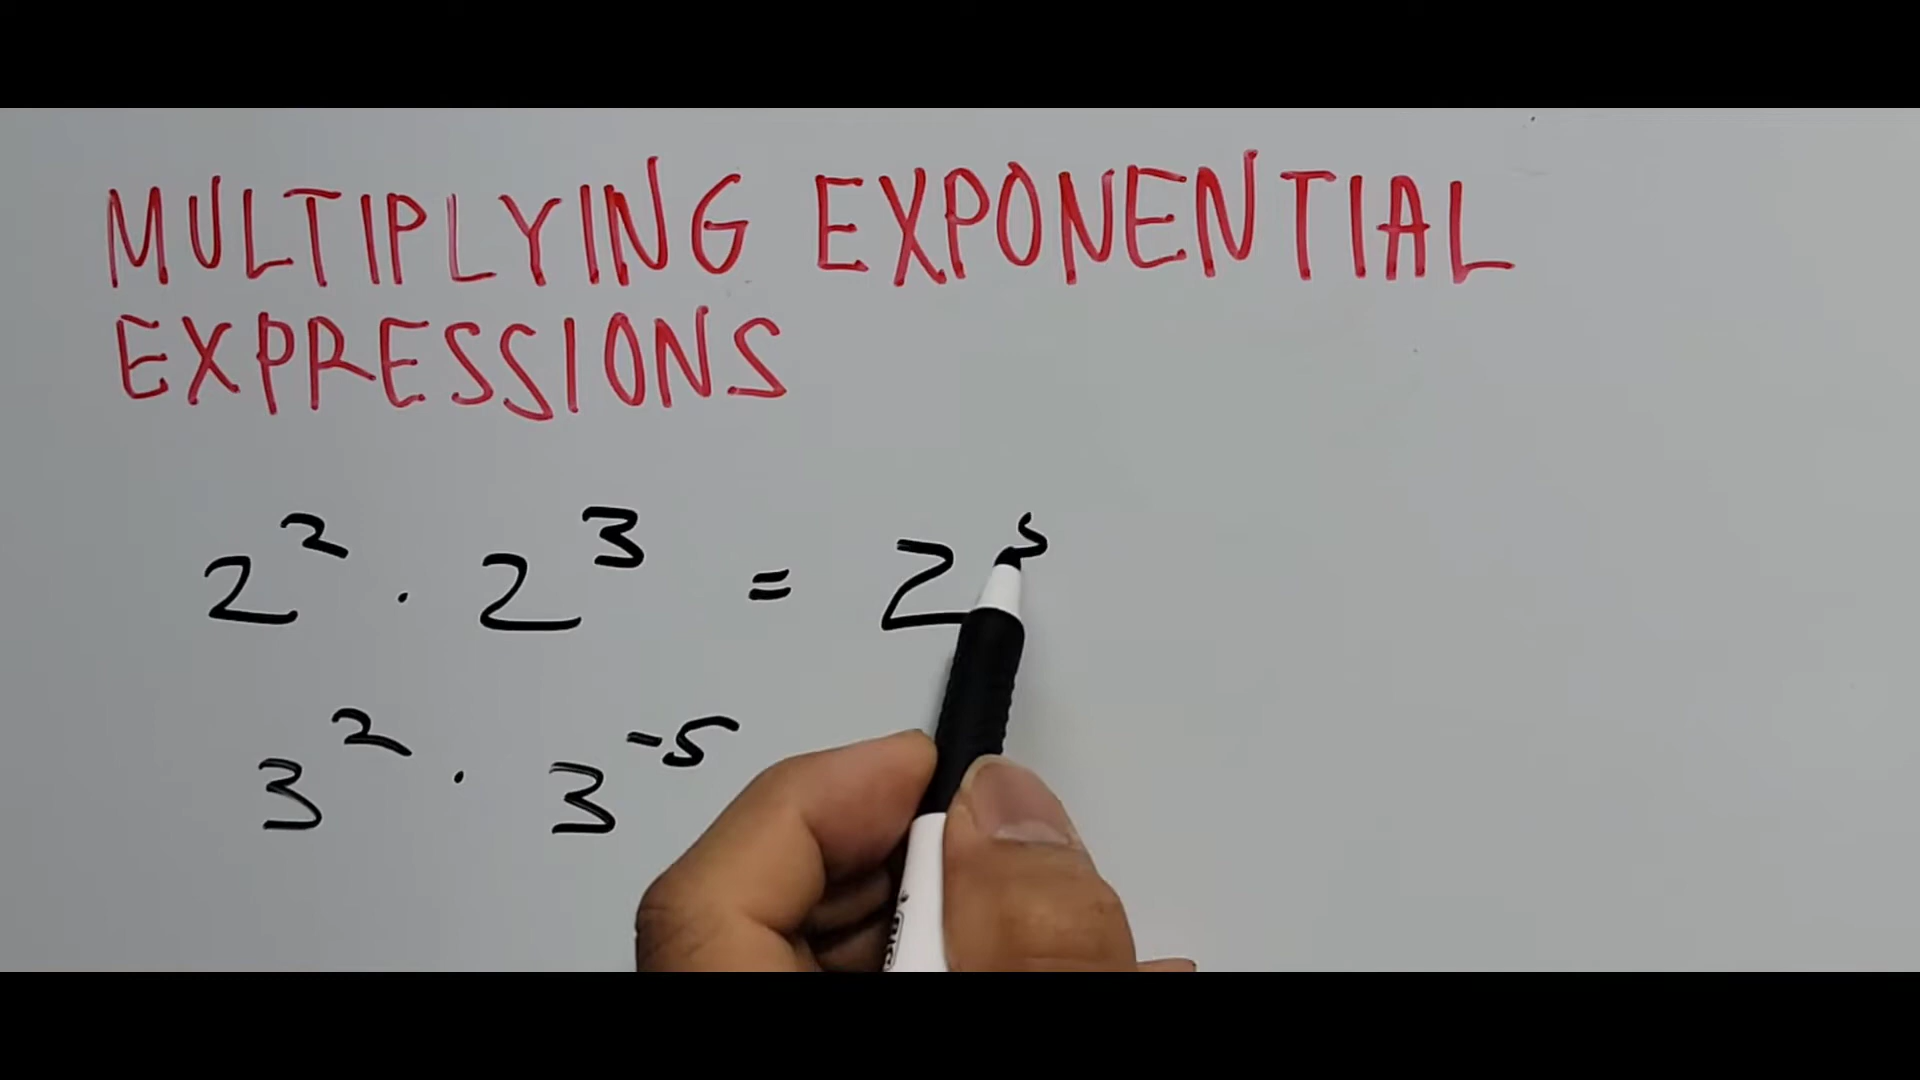 MULTIPLYING EXPONENTIAL
EXPRESSIONS
2² · 2³ = 2⁵
3² · 3⁻⁵